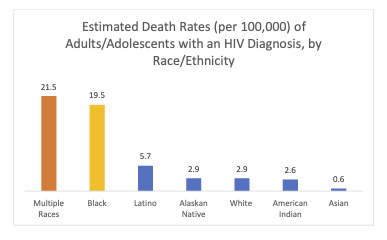 Estimated Death Rates (per 100,000) of
Adults/Adolescents with an HIV Diagnosis, by
Race/Ethnicity
21.5
19.5
5.7
2.9
2.9
2.6
0.6
Multiple
Races
Black
Latino
Alaskan
Native
White
American
Indian
Asian